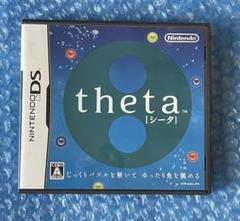 NINTENDO DS
Nintendo
theta™
[シータ]
A
じっくりパズルを解いて ゆったり魚を眺める